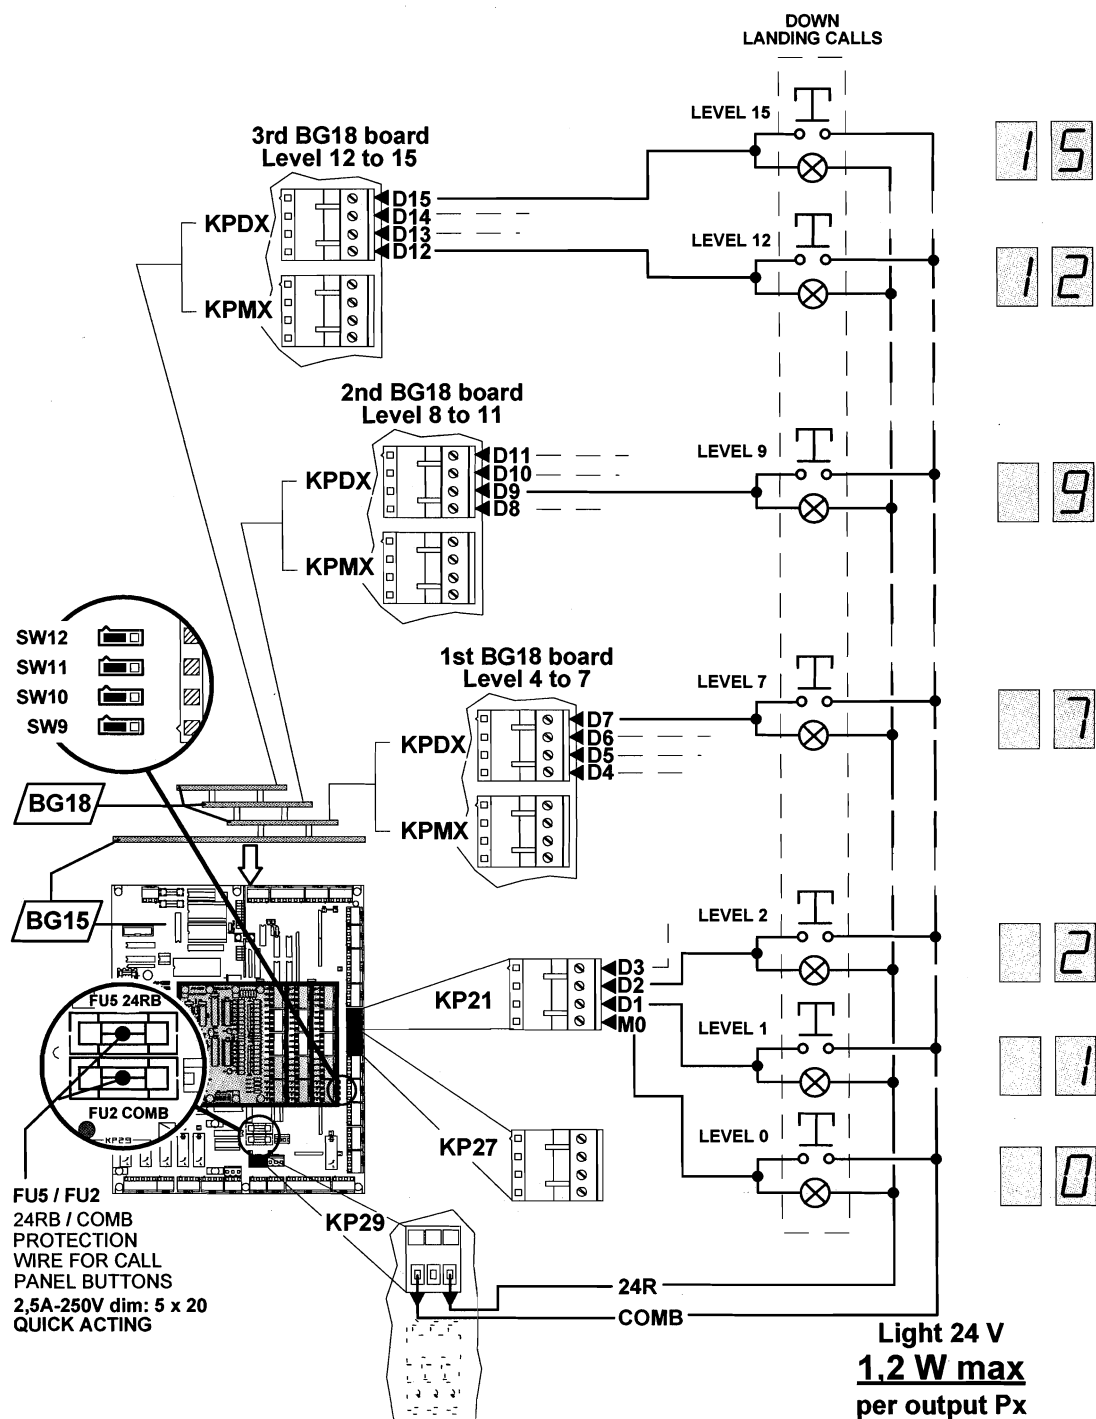 DOWN
LANDING CALLS
LEVEL 15
15
3rd BG18 board
Level 12 to 15
KPDX
D15
D14
D13
D12
LEVEL 12
12
KPMX
2nd BG18 board
Level 8 to 11
KPDX
D11
D10
D9
D8
LEVEL 9
9
KPMX
SW12
SW11
SW10
SW9
1st BG18 board
Level 4 to 7
KPDX
D7
D6
D5
D4
LEVEL 7
7
KPMX
BG18
BG15
LEVEL 2
2
KP21
D3
D2
D1
M0
LEVEL 1
1
FU5 24RB
FU2 COMB
KP29
KP27
LEVEL 0
0
FU5 / FU2
24RB / COMB
PROTECTION
WIRE FOR CALL
PANEL BUTTONS
2,5A-250V dim: 5 x 20
QUICK ACTING
KP29
24R
COMB
Light 24 V
1,2 W max
per output Px